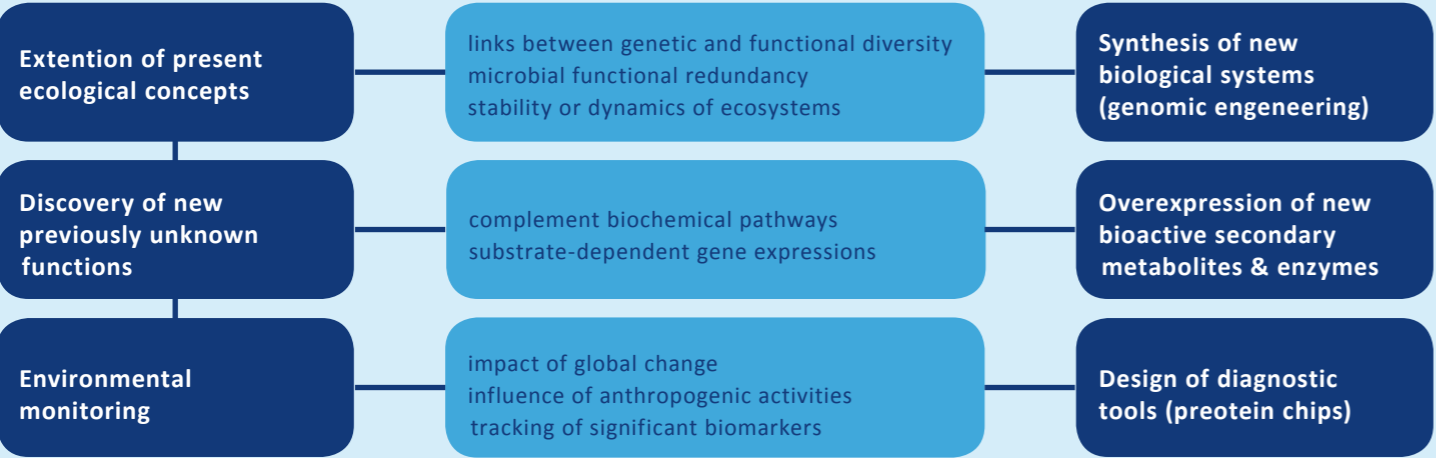 Extention of present
ecological concepts
links between genetic and functional diversity
microbial functional redundancy
stability or dynamics of ecosystems
Synthesis of new
biological systems
(genomic engeneering)
Discovery of new
previously unknown
functions
complement biochemical pathways
substrate-dependent gene expressions
Overexpression of new
bioactive secondary
metabolites & enzymes
Environmental
monitoring
impact of global change
influence of anthropogenic activities
tracking of significant biomarkers
Design of diagnostic
tools (preotein chips)